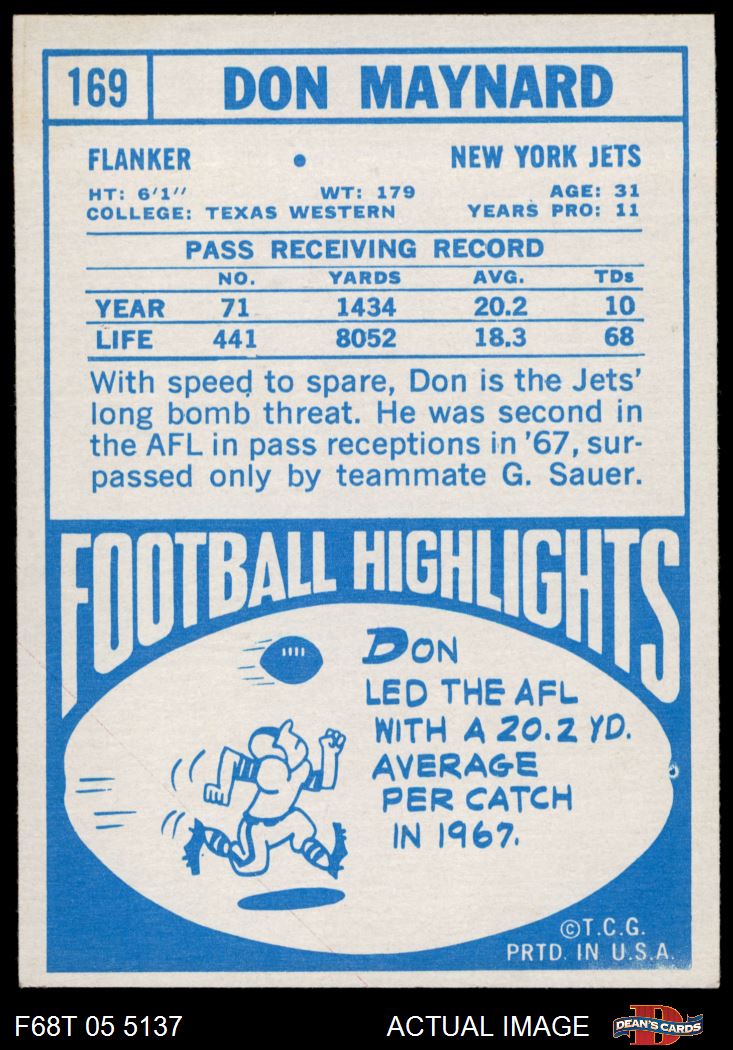 169 DON MAYNARD
FLANKER • NEW YORK JETS
HT: 6'1" WT: 179 AGE: 31
COLLEGE: TEXAS WESTERN YEARS PRO: 11
PASS RECEIVING RECORD
NO. YARDS AVG. TDs
YEAR 71 1434 20.2 10
LIFE 441 8052 18.3 68
With speed to spare, Don is the Jets'
long bomb threat. He was second in
the AFL in pass receptions in '67, sur-
passed only by teammate G. Sauer.
FOOTBALL HIGHLIGHTS
DON
LED THE AFL
WITH A 20.2 YD.
AVERAGE
PER CATCH
IN 1967.
©T.C.G.
PRTD. IN U.S.A.
F68T 05 5137 ACTUAL IMAGE D DEAN'S CARDS